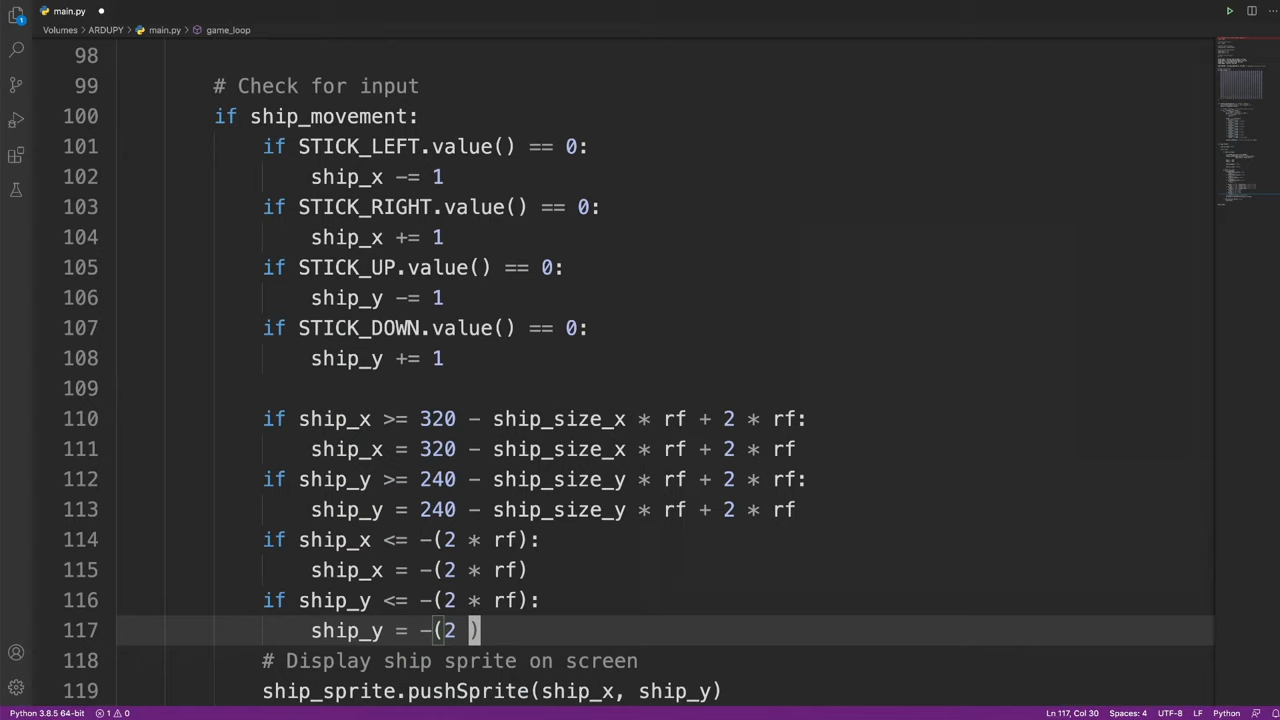 main.py
Volumes > ARDUPY > main.py > game_loop
98
99 # Check for input
100 if ship_movement:
101 if STICK_LEFT.value() == 0:
102 ship_x -= 1
103 if STICK_RIGHT.value() == 0:
104 ship_x += 1
105 if STICK_UP.value() == 0:
106 ship_y -= 1
107 if STICK_DOWN.value() == 0:
108 ship_y += 1
109
110 if ship_x >= 320 - ship_size_x * rf + 2 * rf:
111 ship_x = 320 - ship_size_x * rf + 2 * rf
112 if ship_y >= 240 - ship_size_y * rf + 2 * rf:
113 ship_y = 240 - ship_size_y * rf + 2 * rf
114 if ship_x <= -(2 * rf):
115 ship_x = -(2 * rf)
116 if ship_y <= -(2 * rf):
117 ship_y = -(2 )
118 # Display ship sprite on screen
119 ship_sprite.pushSprite(ship_x, ship_y)
Python 3.8.5 64-bit 1 0 Ln 117, Col 30 Spaces: 4 UTF-8 LF Python